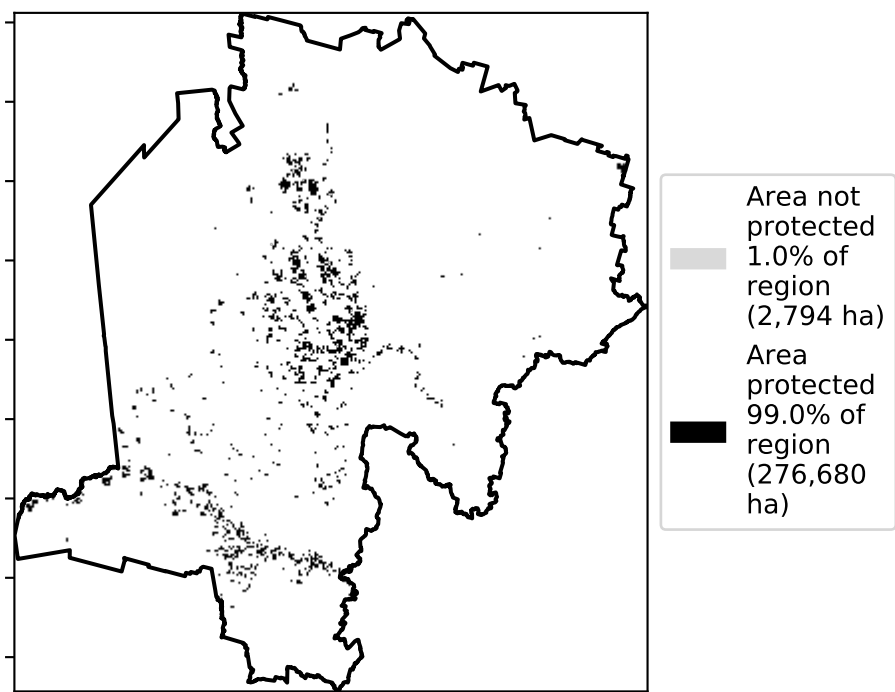 Area not
protected
1.0% of
region
(2,794 ha)
Area
protected
99.0% of
region
(276,680
ha)